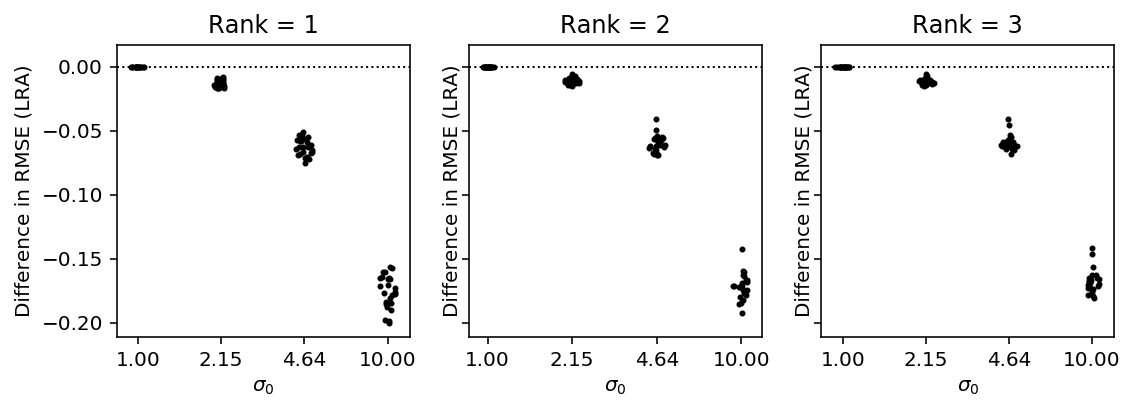 Rank = 1
Difference in RMSE (LRA)
0.00
−0.05
−0.10
−0.15
−0.20
1.00 2.15 4.64 10.00
σ₀
Rank = 2
Difference in RMSE (LRA)
1.00 2.15 4.64 10.00
σ₀
Rank = 3
Difference in RMSE (LRA)
1.00 2.15 4.64 10.00
σ₀